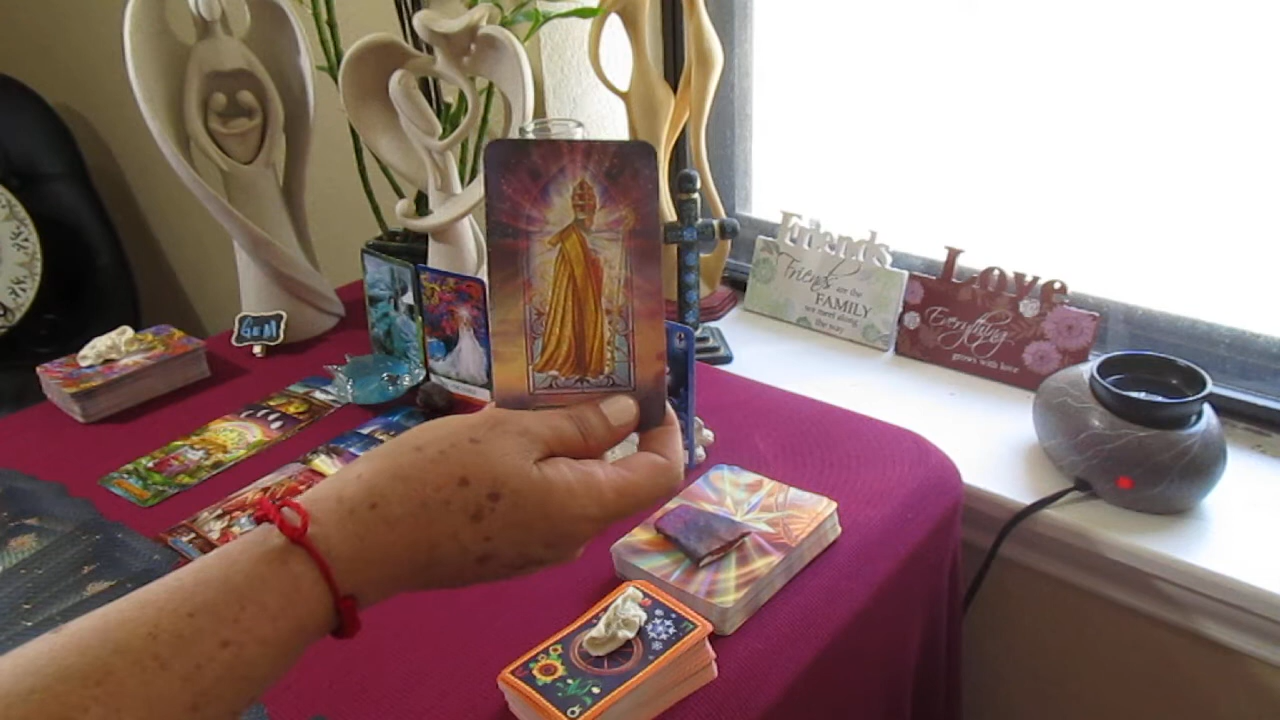 GEM
Friends
Friends are the
FAMILY
we meet along
the way
Love
Everything
grows with love